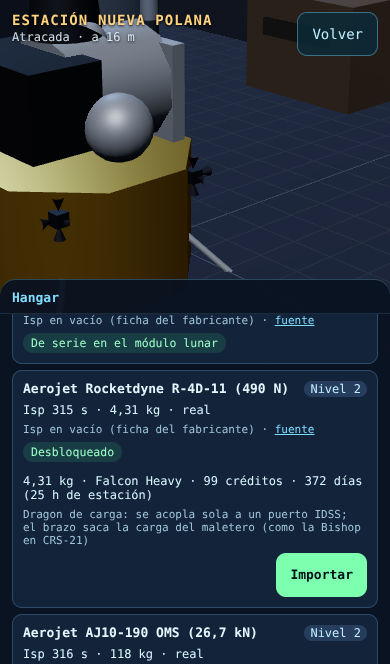 ESTACIÓN NUEVA POLANA
Atracada · a 16 m
Volver
Hangar
Isp en vacío (ficha del fabricante) · fuente
De serie en el módulo lunar
Aerojet Rocketdyne R-4D-11 (490 N) Nivel 2
Isp 315 s · 4,31 kg · real
Isp en vacío (ficha del fabricante) · fuente
Desbloqueado
4,31 kg · Falcon Heavy · 99 créditos · 372 días
(25 h de estación)
Dragon de carga: se acopla sola a un puerto IDSS;
el brazo saca la carga del maletero (como la Bishop
en CRS-21)
Importar
Aerojet AJ10-190 OMS (26,7 kN) Nivel 2
Isp 316 s · 118 kg · real